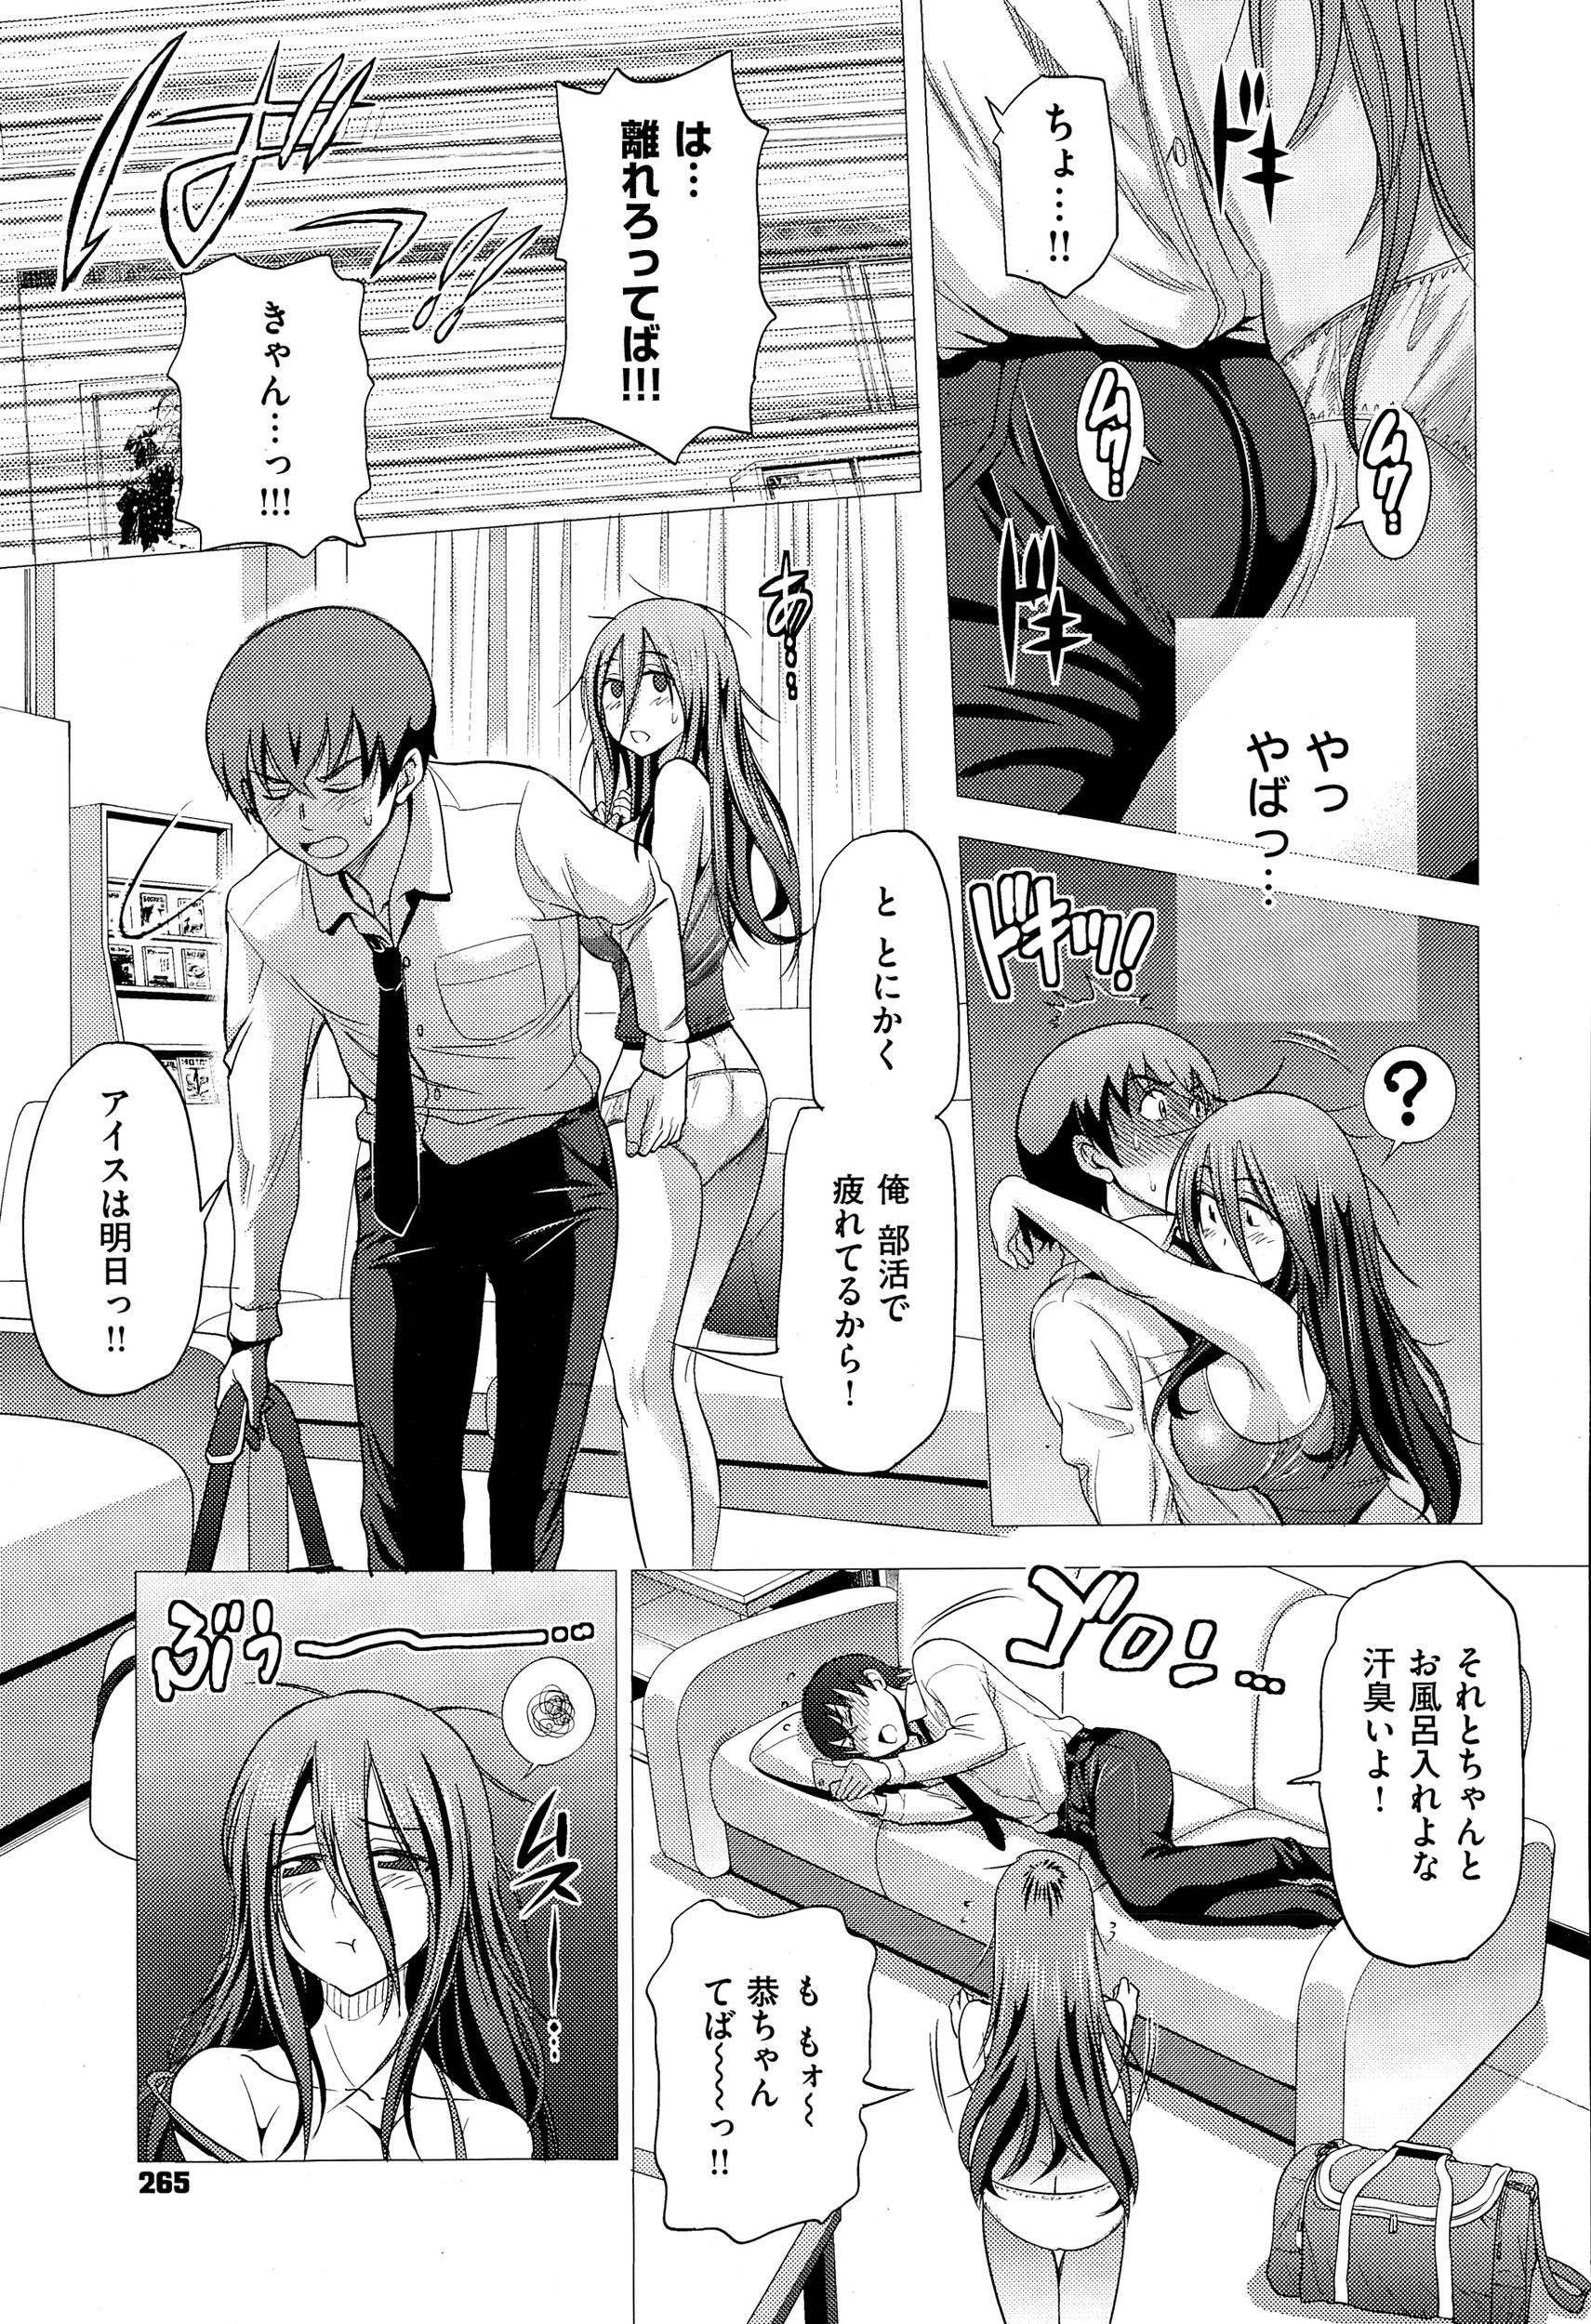 ドキ
ちょ…!!
ムク!
ムク!
ドキ
やっ
やばっ…
は…
離れろってば!!!
ばっ
きゃん…っ!!!
ドキッ!
?
あ…
と とにかく
俺 部活で
疲れてるから!
アイスは明日っ!!
それとちゃんと
お風呂入れよな
汗臭いよ!
ゴロ!…
も もォ〜
恭ちゃん
てば〜〜〜っ!!
ぶぅーー…
ムスーー…
265